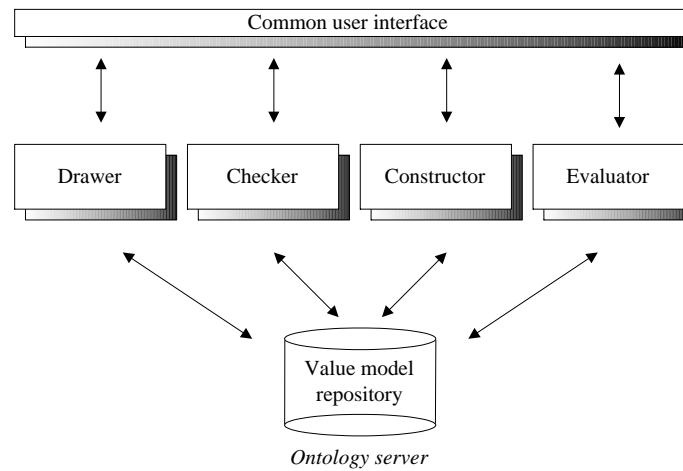 Common user interface
Drawer
Checker
Constructor
Evaluator
Value model
repository
Ontology server